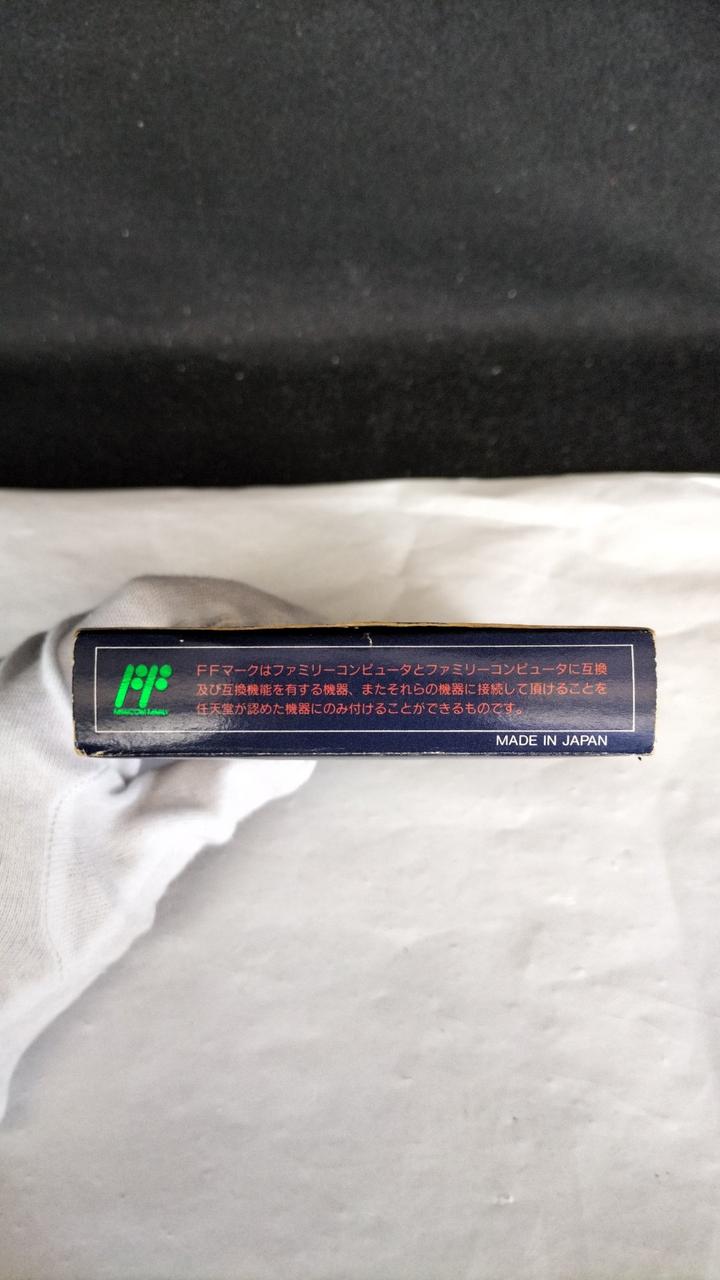 FFマークはファミリーコンピュータとファミリーコンピュータに互換
及び互換機能を有する機器、またそれらの機器に接続して頂けることを
任天堂が認めた機器にのみ付けることができるものです。
FF
FAMICOM FAMILY
MADE IN JAPAN